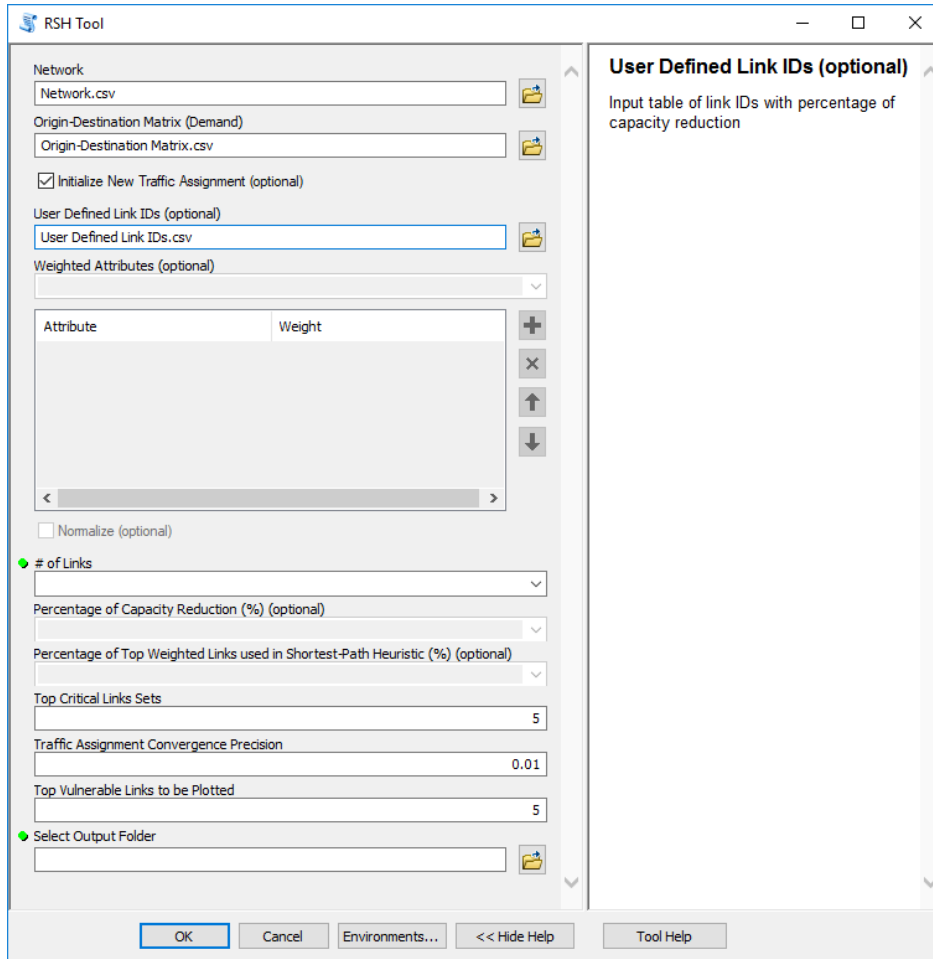 RSH Tool
Network
Network.csv
Origin-Destination Matrix (Demand)
Origin-Destination Matrix.csv
Initialize New Traffic Assignment (optional)
User Defined Link IDs (optional)
User Defined Link IDs.csv
Weighted Attributes (optional)
Attribute Weight
Normalize (optional)
# of Links
Percentage of Capacity Reduction (%) (optional)
Percentage of Top Weighted Links used in Shortest-Path Heuristic (%) (optional)
Top Critical Links Sets
5
Traffic Assignment Convergence Precision
0.01
Top Vulnerable Links to be Plotted
5
Select Output Folder
User Defined Link IDs (optional)
Input table of link IDs with percentage of
capacity reduction
OK Cancel Environments... << Hide Help Tool Help